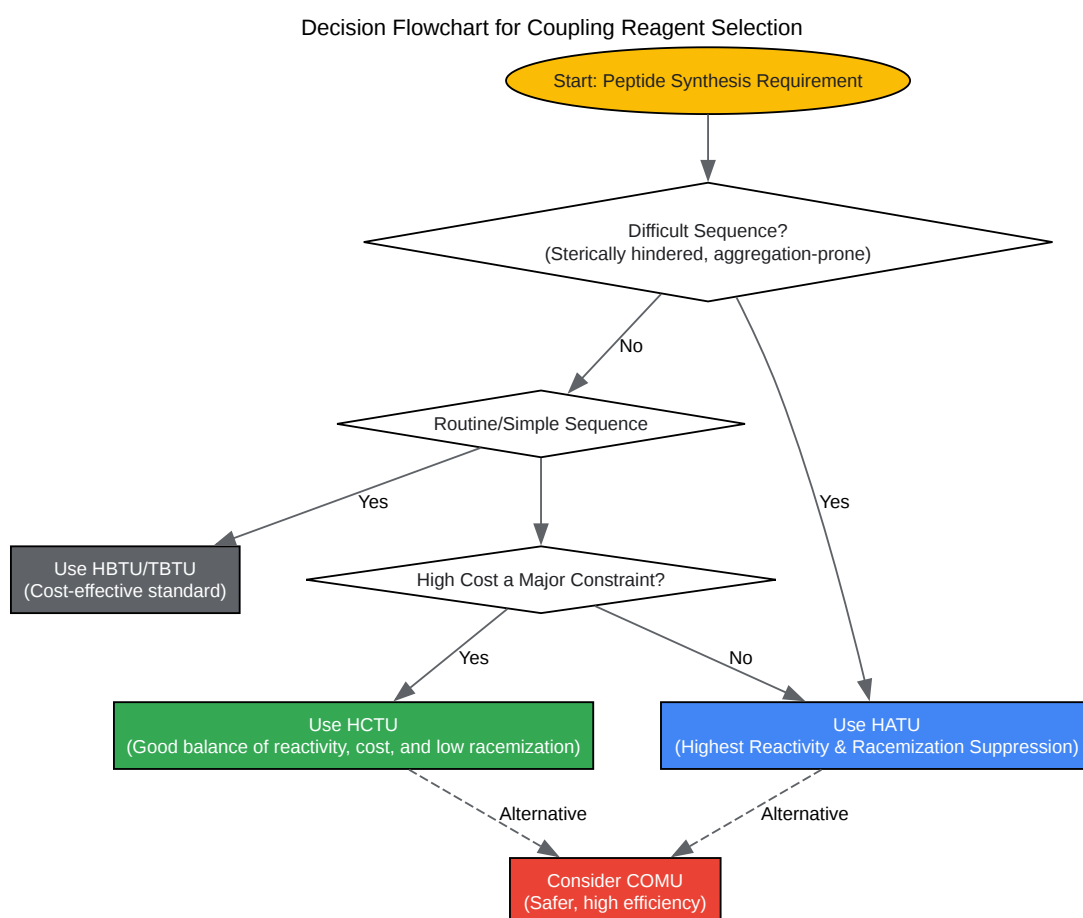 Decision Flowchart for Coupling Reagent Selection
Start: Peptide Synthesis Requirement
Difficult Sequence?
(Sterically hindered, aggregation-prone)
No
Routine/Simple Sequence
Yes
Yes
Use HBTU/TBTU
(Cost-effective standard)
High Cost a Major Constraint?
Yes
No
Use HCTU
(Good balance of reactivity, cost, and low racemization)
Use HATU
(Highest Reactivity & Racemization Suppression)
Alternative
Alternative
Consider COMU
(Safer, high efficiency)